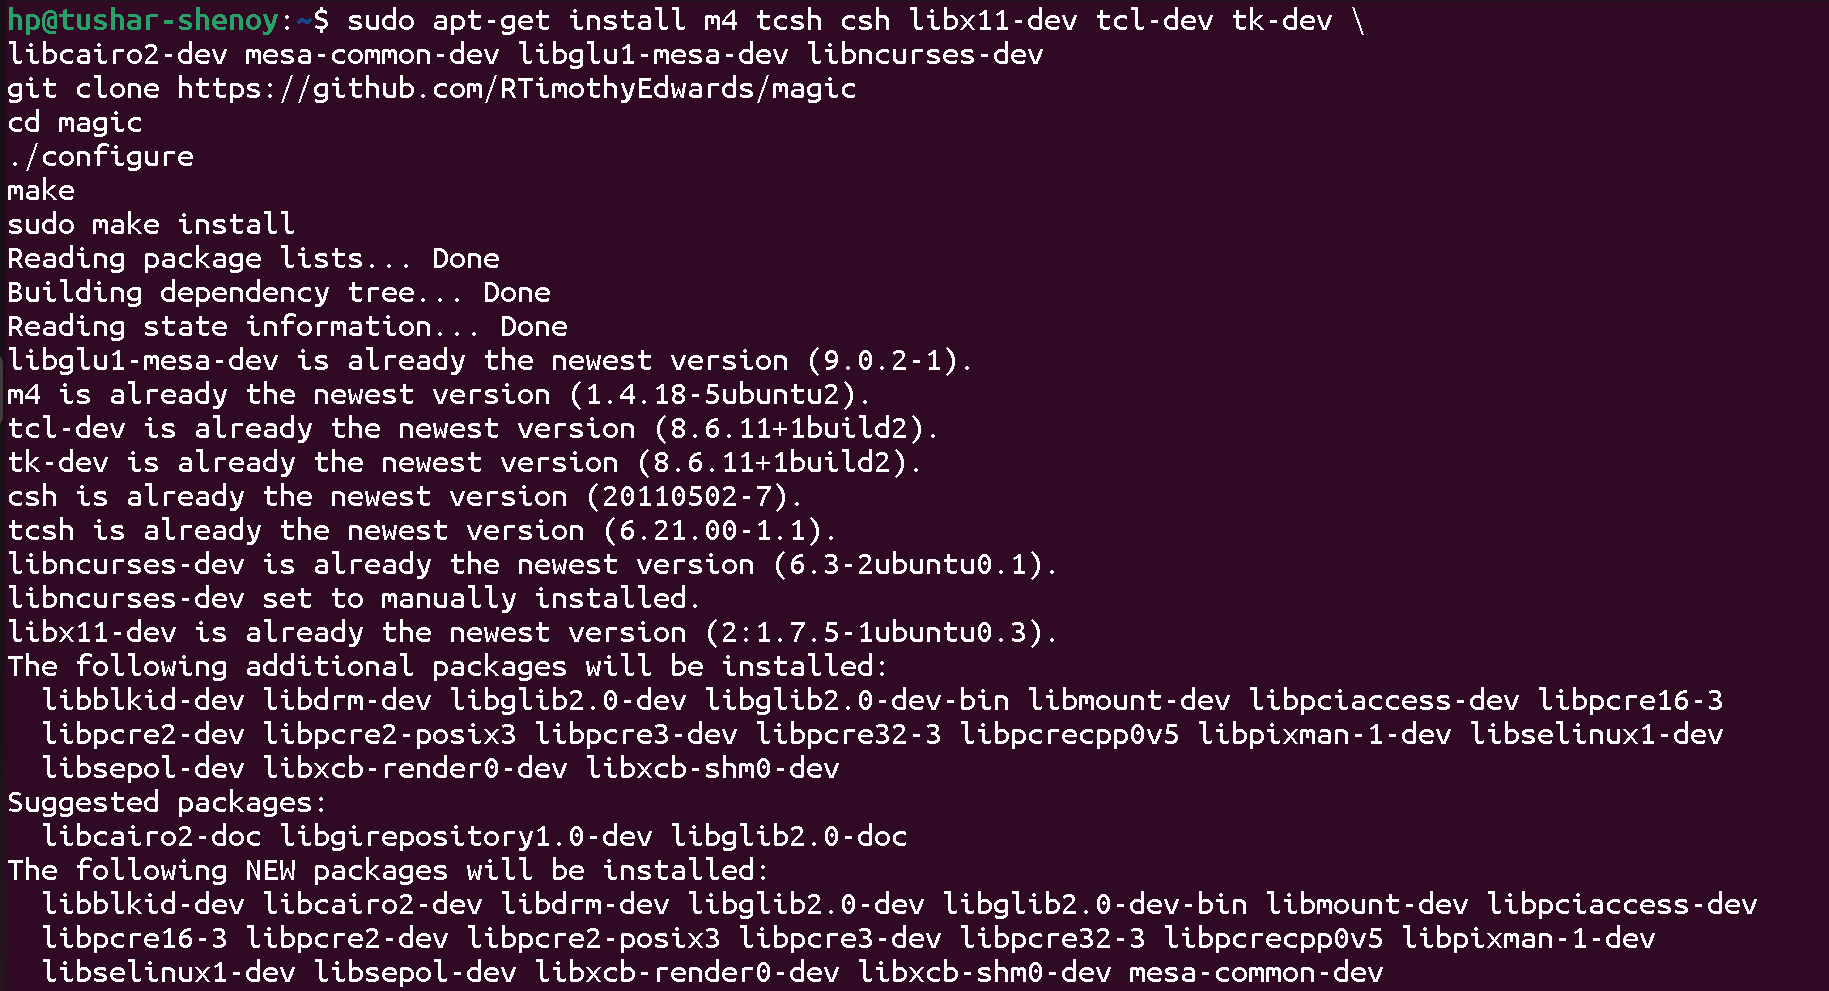 hp@tushar-shenoy:~$ sudo apt-get install m4 tcsh csh libx11-dev tcl-dev tk-dev \
libcairo2-dev mesa-common-dev libglu1-mesa-dev libncurses-dev
git clone https://github.com/RTimothyEdwards/magic
cd magic
./configure
make
sudo make install
Reading package lists... Done
Building dependency tree... Done
Reading state information... Done
libglu1-mesa-dev is already the newest version (9.0.2-1).
m4 is already the newest version (1.4.18-5ubuntu2).
tcl-dev is already the newest version (8.6.11+1build2).
tk-dev is already the newest version (8.6.11+1build2).
csh is already the newest version (20110502-7).
tcsh is already the newest version (6.21.00-1.1).
libncurses-dev is already the newest version (6.3-2ubuntu0.1).
libncurses-dev set to manually installed.
libx11-dev is already the newest version (2:1.7.5-1ubuntu0.3).
The following additional packages will be installed:
  libblkid-dev libdrm-dev libglib2.0-dev libglib2.0-dev-bin libmount-dev libpciaccess-dev libpcre16-3
  libpcre2-dev libpcre2-posix3 libpcre3-dev libpcre32-3 libpcrecpp0v5 libpixman-1-dev libselinux1-dev
  libsepol-dev libxcb-render0-dev libxcb-shm0-dev
Suggested packages:
  libcairo2-doc libgirepository1.0-dev libglib2.0-doc
The following NEW packages will be installed:
  libblkid-dev libcairo2-dev libdrm-dev libglib2.0-dev libglib2.0-dev-bin libmount-dev libpciaccess-dev
  libpcre16-3 libpcre2-dev libpcre2-posix3 libpcre3-dev libpcre32-3 libpcrecpp0v5 libpixman-1-dev
  libselinux1-dev libsepol-dev libxcb-render0-dev libxcb-shm0-dev mesa-common-dev